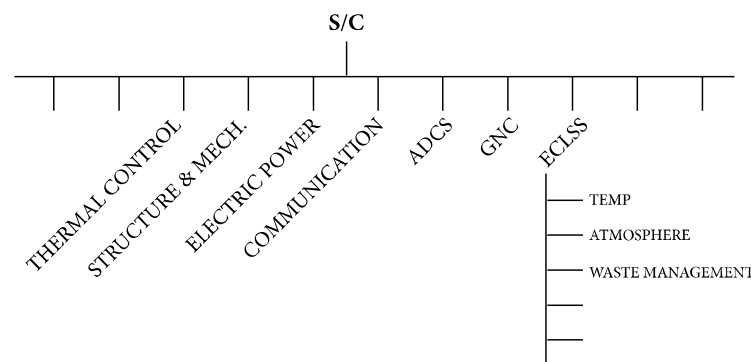 S/C
THERMAL CONTROL
STRUCTURE & MECH.
ELECTRIC POWER
COMMUNICATION
ADCS
GNC
ECLSS
TEMP
ATMOSPHERE
WASTE MANAGEMENT